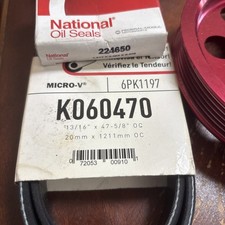 National
Oil Seals
224650
Vérifiez le Tendeur!
MICRO-V®
6PK1197
K060470
13/16" x 47-5/8" OC
20mm x 1211mm OC
0 72053 00910